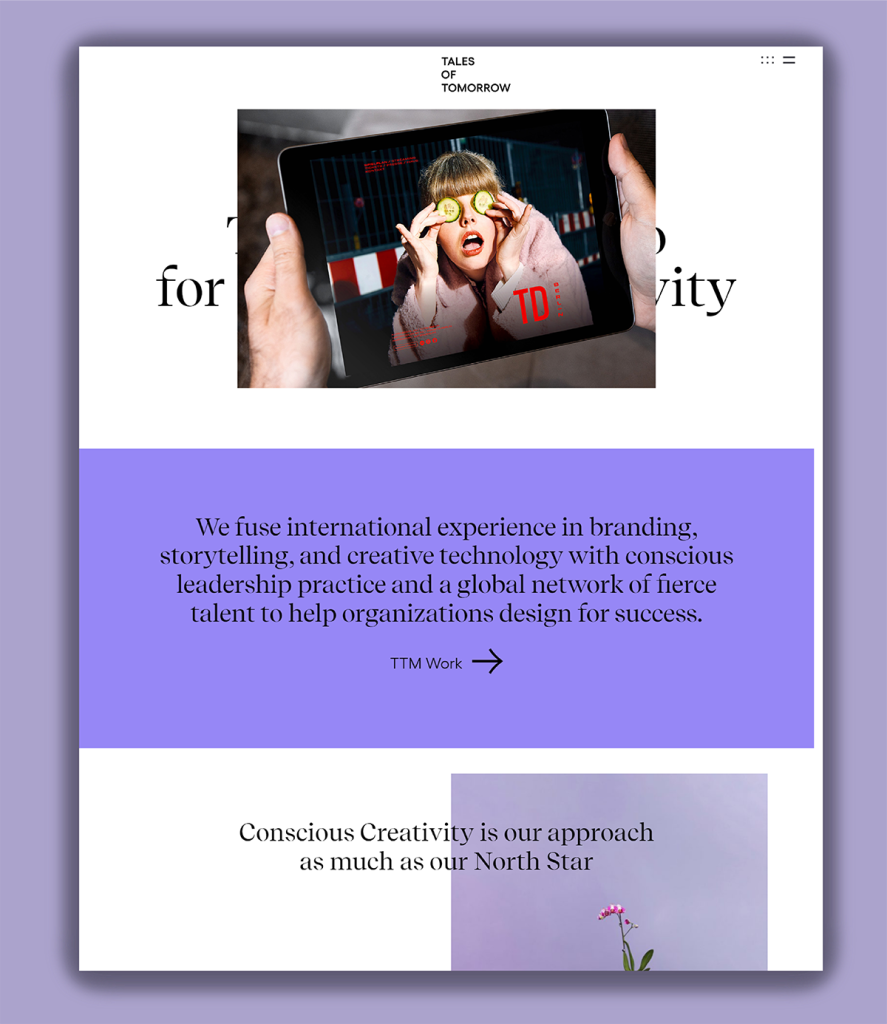 TALES
OF
TOMORROW
TD
for
vity
We fuse international experience in branding,
storytelling, and creative technology with conscious
leadership practice and a global network of fierce
talent to help organizations design for success.
TTM Work
Conscious Creativity is our approach
as much as our North Star